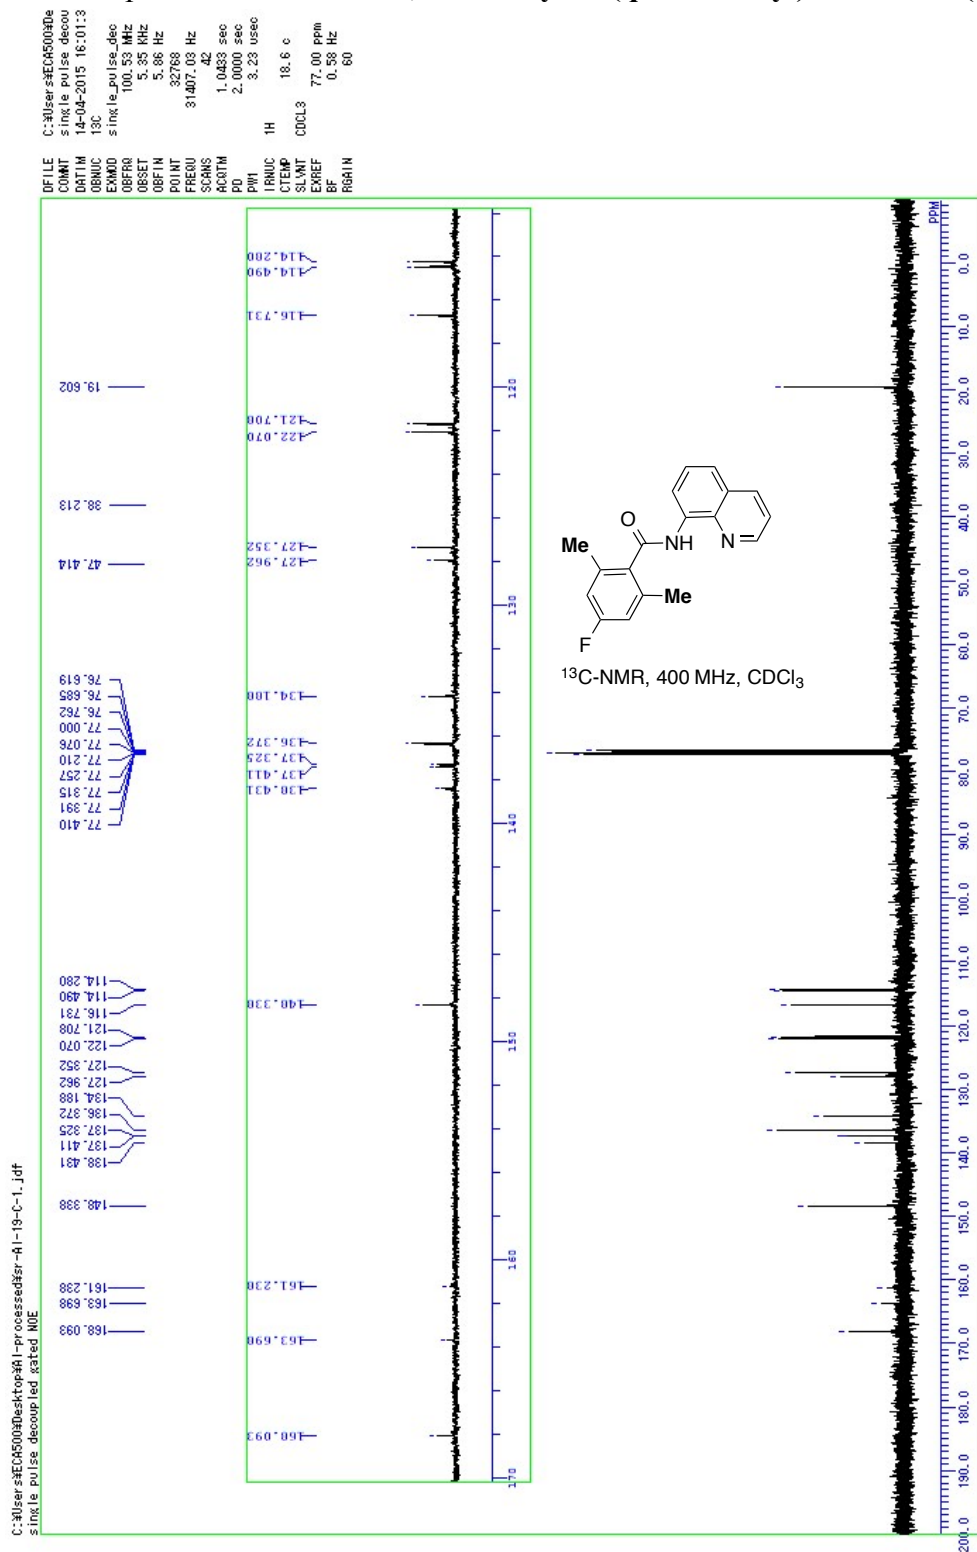 C:¥Users¥ECA500¥Desktop¥Al-processed¥sr-Al-19-C-1.jdf
single pulse decoupled gated NOE
DFILE C:¥Users¥ECA500¥De
COMNT single pulse decou
DATIM 14-04-2015 16:01:3
OBNUC 13C
EXMOD single_pulse_dec
OBFRQ 100.53 MHz
OBSET 5.35 KHz
OBFIN 5.86 Hz
POINT 32768
FREQU 31407.03 Hz
SCANS 42
ACQTM 1.0433 sec
PD 2.0000 sec
PW1 3.23 usec
IRNUC 1H
CTEMP 18.6 c
SLVNT CDCL3
EXREF 77.00 ppm
BF 0.58 Hz
RGAIN 60
168.093
163.698
161.238
148.338
138.431
137.411
137.325
136.372
134.188
127.962
127.352
122.070
121.708
116.731
114.490
114.280
77.410
77.391
77.315
77.257
77.210
77.076
77.000
76.762
76.685
76.619
47.414
38.213
19.602
168.093
163.698
161.238
148.338
138.431
137.411
137.325
136.372
134.188
127.962
127.352
122.070
121.708
116.731
114.490
114.280
170
160
150
140
130
120
O
Me
NH
N
Me
F
13C-NMR, 400 MHz, CDCl3
200.0 190.0 180.0 170.0 160.0 150.0 140.0 130.0 120.0 110.0 100.0 90.0 80.0 70.0 60.0 50.0 40.0 30.0 20.0 10.0 0.0
PPM